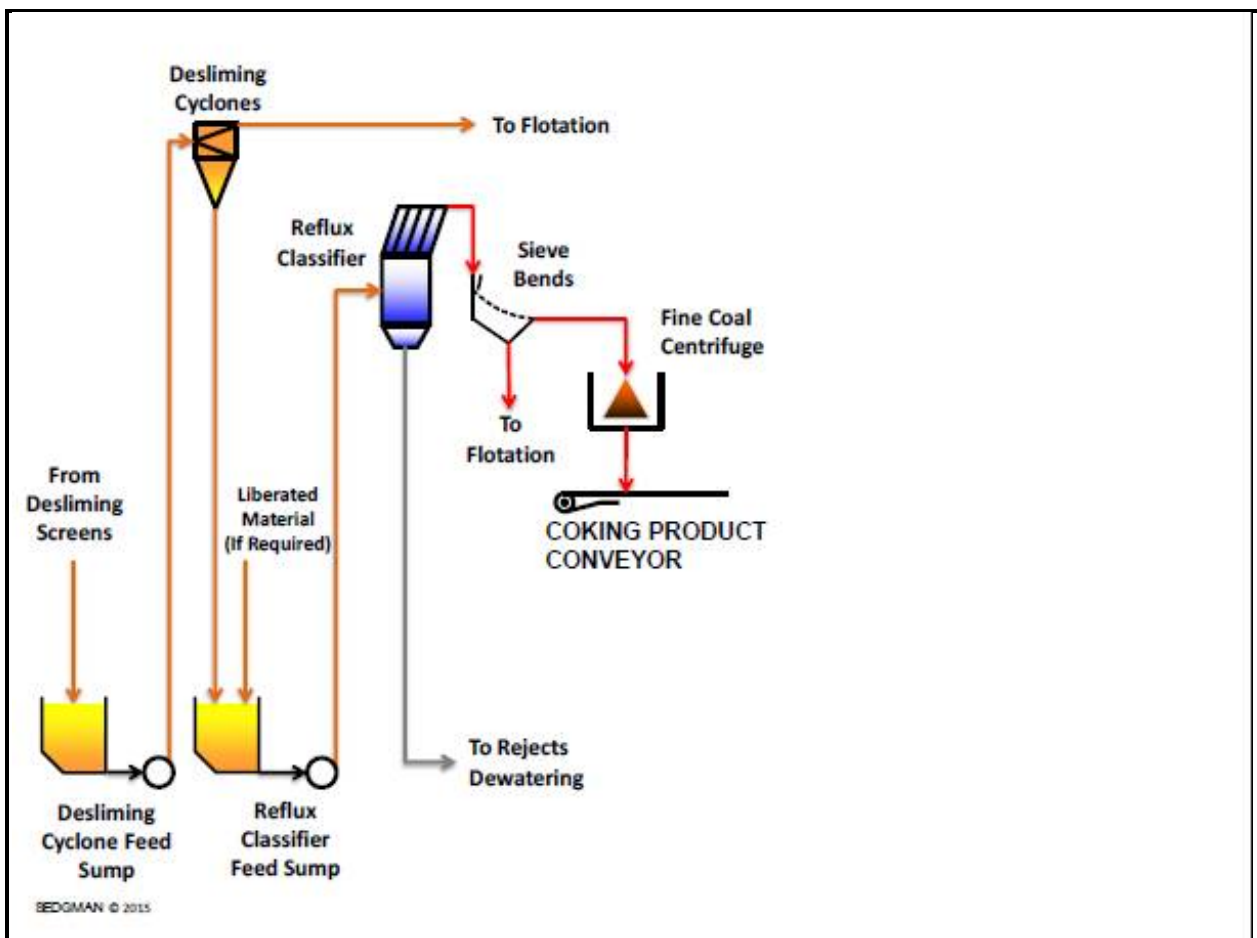 Desliming
Cyclones
To Flotation
Reflux
Classifier
Sieve
Bends
Fine Coal
Centrifuge
To
Flotation
From
Desliming
Screens
Liberated
Material
(If Required)
COKING PRODUCT
CONVEYOR
To Rejects
Dewatering
Desliming
Cyclone Feed
Sump
Reflux
Classifier
Feed Sump
SEDGMAN © 2015